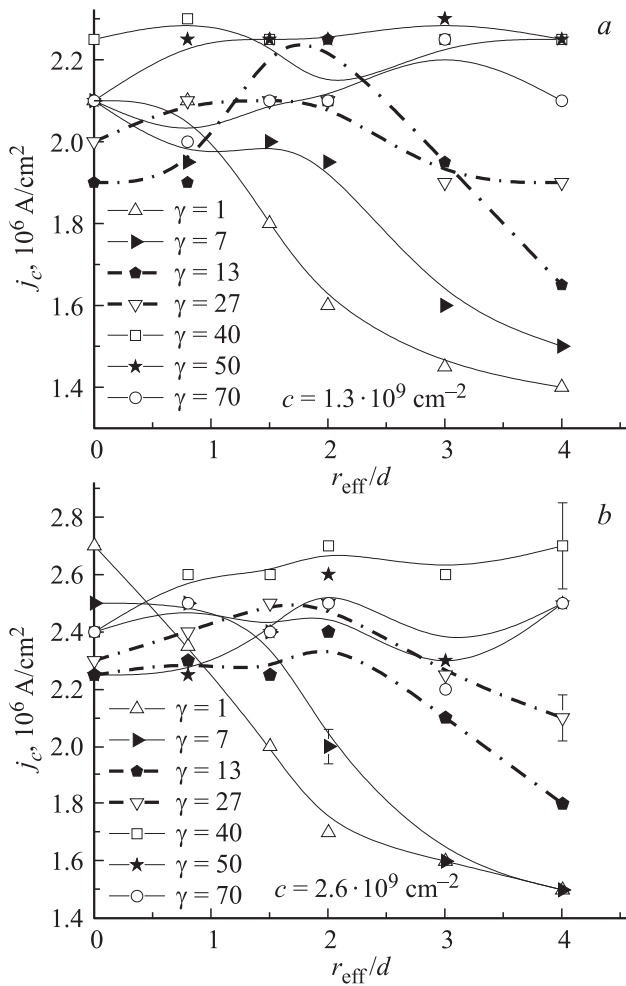 a
2.2
2.0
1.8
1.6
1.4
j_c, 10^6 A/cm^2
γ = 1
γ = 7
γ = 13
γ = 27
γ = 40
γ = 50
γ = 70
c = 1.3 · 10^9 cm^−2
0 1 2 3 4
r_eff/d
b
2.8
2.6
2.4
2.2
2.0
1.8
1.6
1.4
j_c, 10^6 A/cm^2
γ = 1
γ = 7
γ = 13
γ = 27
γ = 40
γ = 50
γ = 70
c = 2.6 · 10^9 cm^−2
0 1 2 3 4
r_eff/d